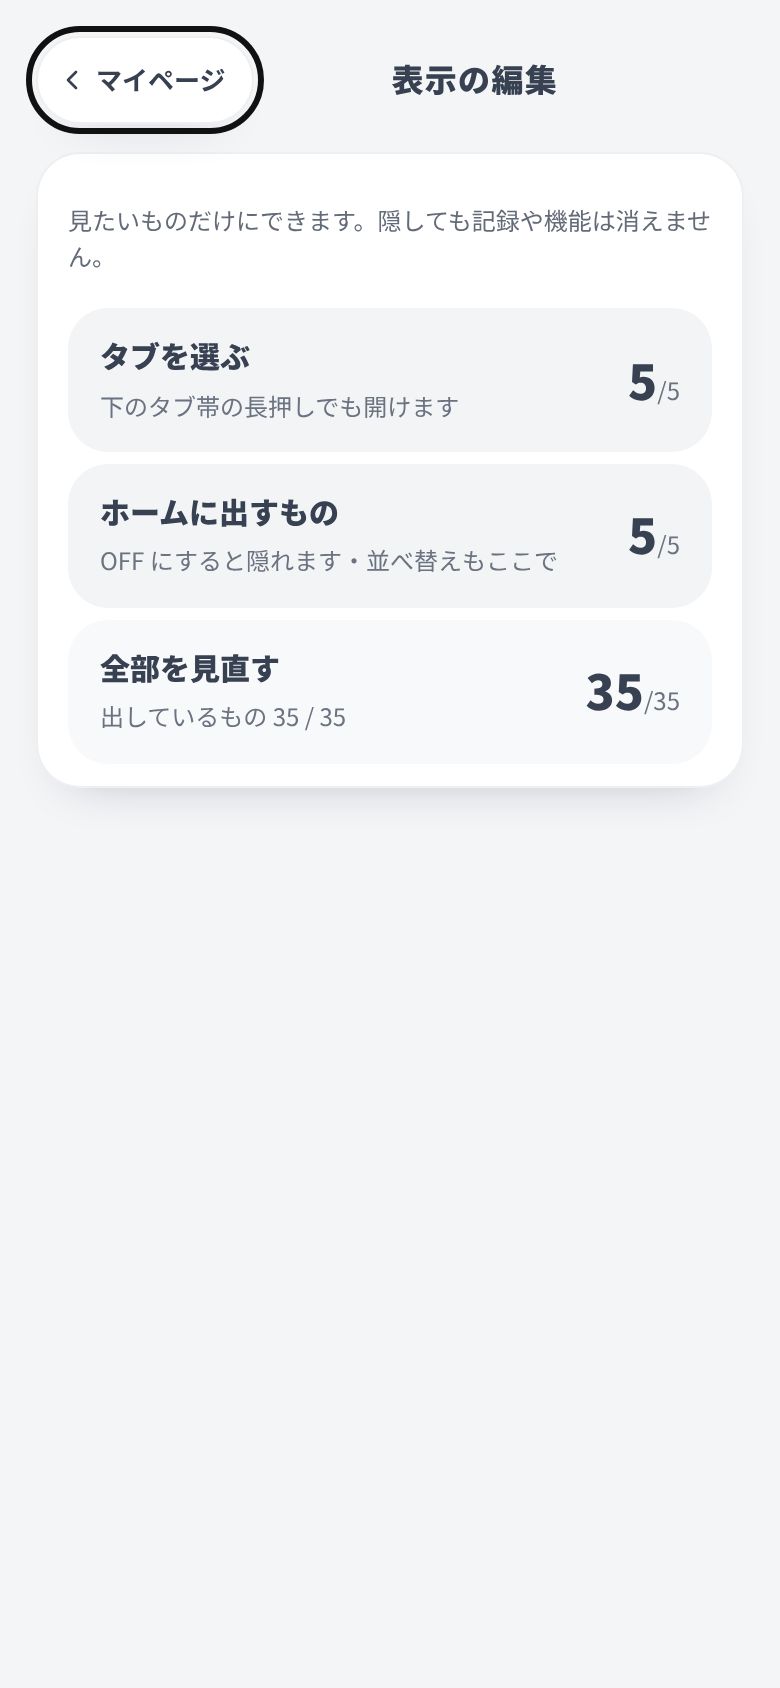 マイページ
表示の編集
見たいものだけにできます。隠しても記録や機能は消えませ
ん。
タブを選ぶ
下のタブ帯の長押しでも開けます
5/5
ホームに出すもの
OFF にすると隠れます・並べ替えもここで
5/5
全部を見直す
出しているもの 35 / 35
35/35